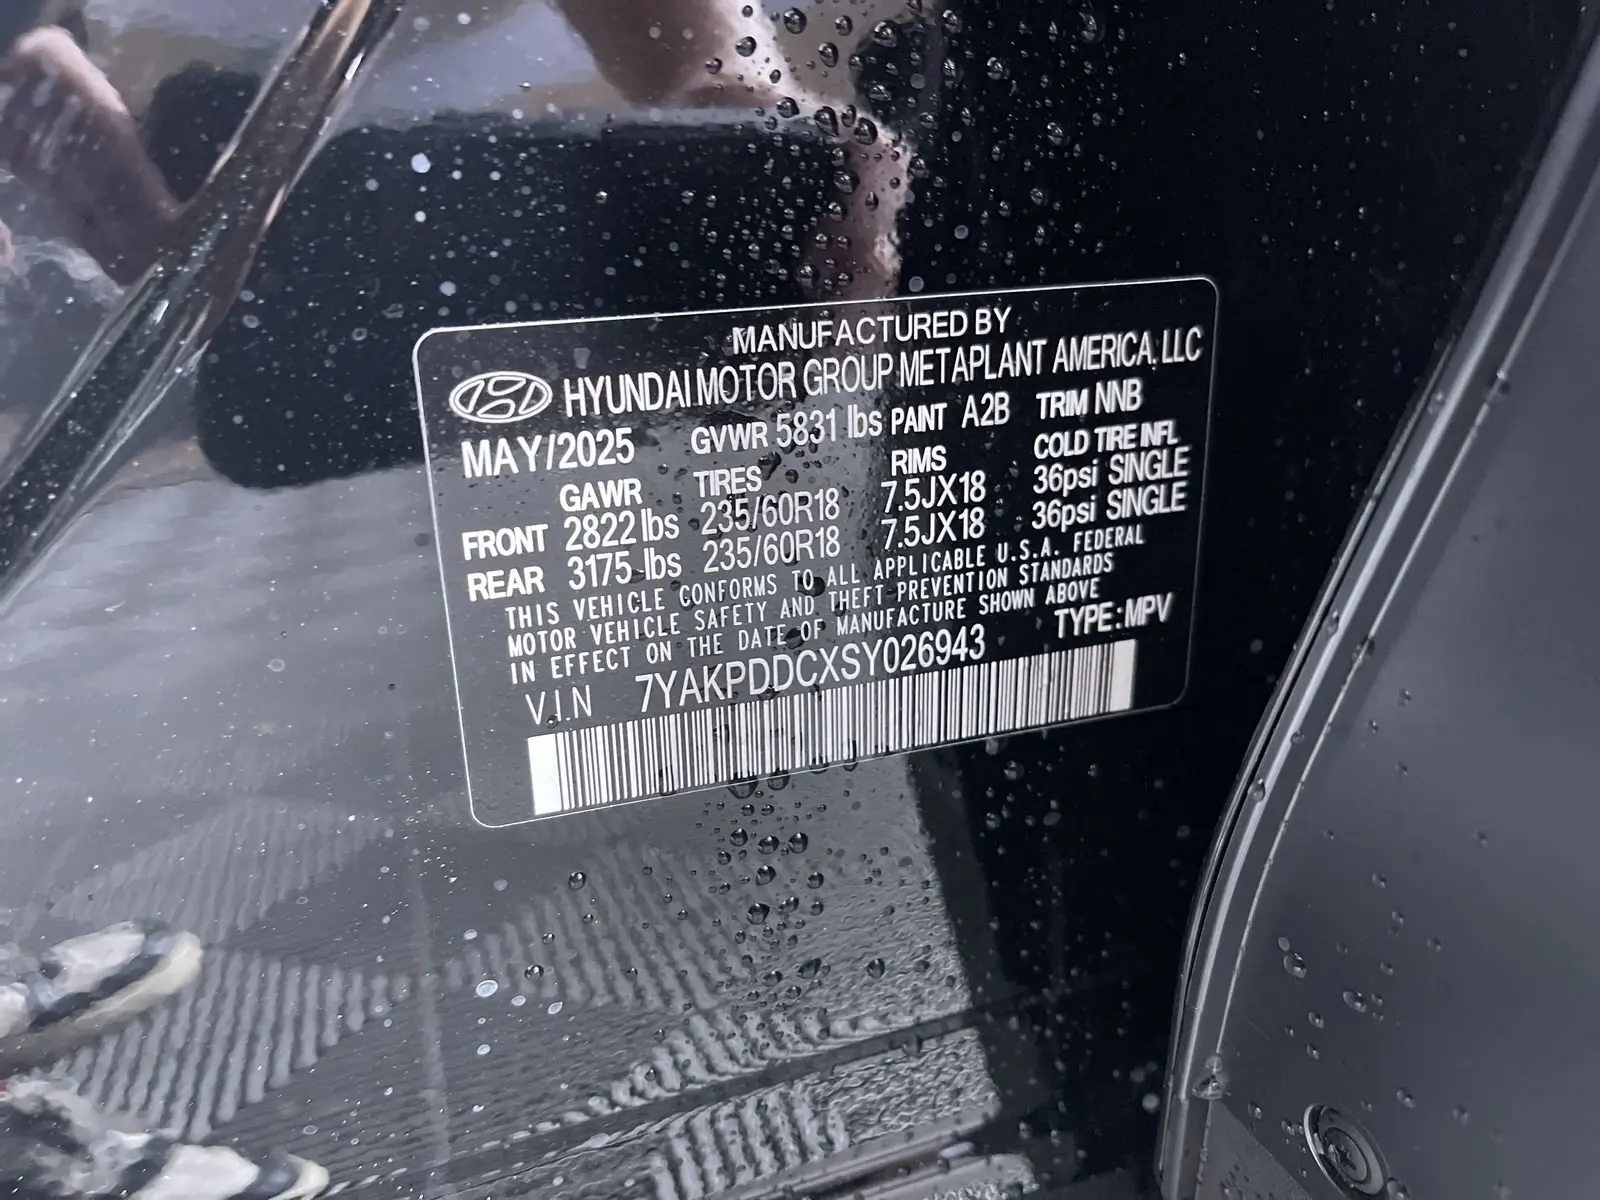 MANUFACTURED BY
HYUNDAI MOTOR GROUP METAPLANT AMERICA, LLC
MAY/2025 GVWR 5831 lbs PAINT A2B TRIM NNB
GAWR TIRES RIMS COLD TIRE INFL
FRONT 2822 lbs 235/60R18 7.5JX18 36psi SINGLE
REAR 3175 lbs 235/60R18 7.5JX18 36psi SINGLE
THIS VEHICLE CONFORMS TO ALL APPLICABLE U.S.A. FEDERAL
MOTOR VEHICLE SAFETY AND THEFT PREVENTION STANDARDS
IN EFFECT ON THE DATE OF MANUFACTURE SHOWN ABOVE
V.I.N 7YAKPDDCXSY026943 TYPE:MPV